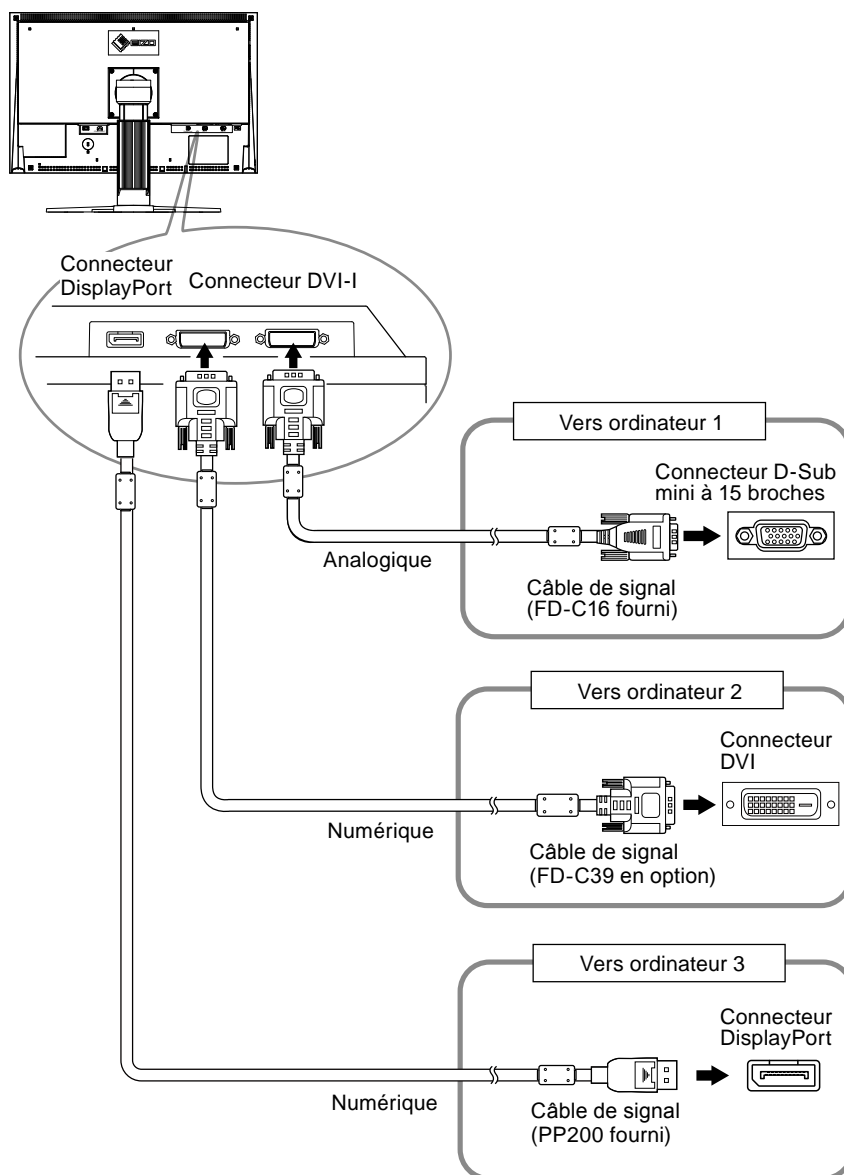 EIZO
Connecteur
DisplayPort
Connecteur DVI-I
Vers ordinateur 1
Connecteur D-Sub
mini à 15 broches
Analogique
Câble de signal
(FD-C16 fourni)
Vers ordinateur 2
Connecteur
DVI
Numérique
Câble de signal
(FD-C39 en option)
Vers ordinateur 3
Connecteur
DisplayPort
Numérique
Câble de signal
(PP200 fourni)